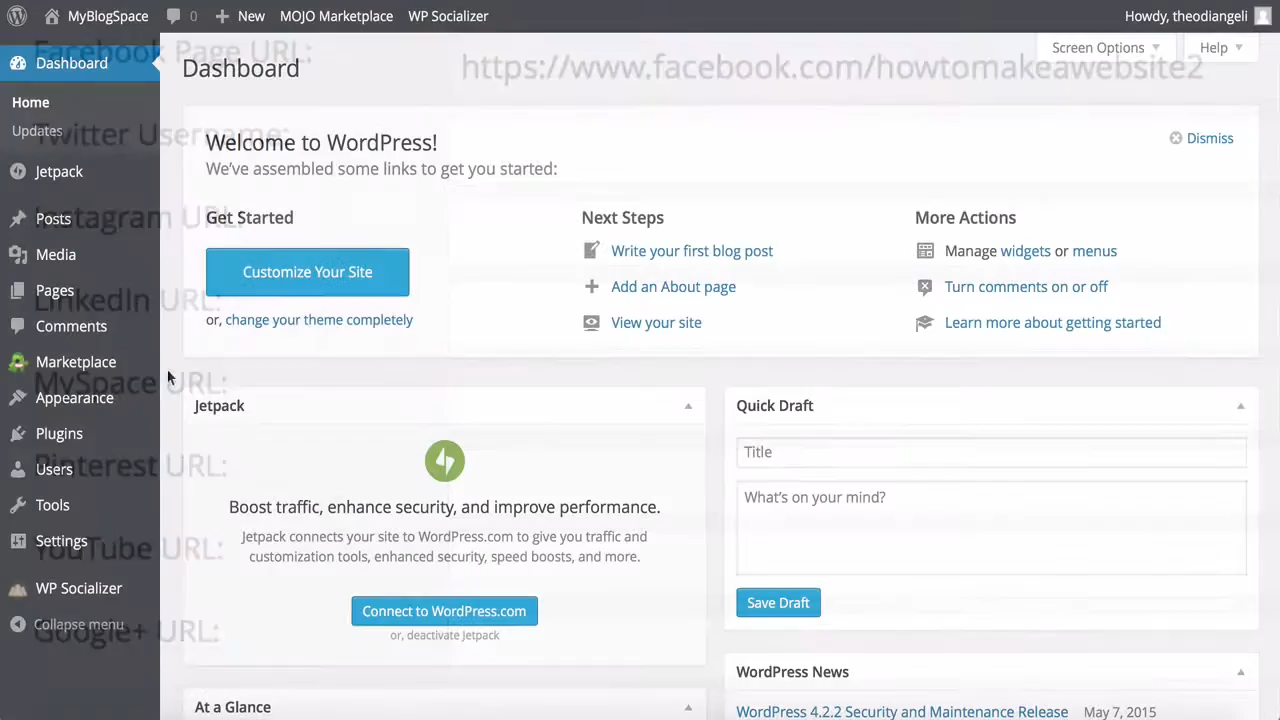 MyBlogSpace 0 New MOJO Marketplace WP Socializer Howdy, theodiangeli
Screen Options Help
Facebook Page URL: https://www.facebook.com/howtomakeawebsite2
Dashboard Dashboard
Home
Updates
Twitter Username:
Jetpack
Posts
Instagram URL:
Media
Pages
LinkedIn URL:
Comments
Marketplace
MySpace URL:
Appearance
Plugins
Users
Pinterest URL:
Tools
Settings
YouTube URL:
WP Socializer
Collapse menu
Google+ URL:
Welcome to WordPress! Dismiss
We've assembled some links to get you started:
Get Started
Customize Your Site
or, change your theme completely
Next Steps
Write your first blog post
Add an About page
View your site
More Actions
Manage widgets or menus
Turn comments on or off
Learn more about getting started
Jetpack
Boost traffic, enhance security, and improve performance.
Jetpack connects your site to WordPress.com to give you traffic and
customization tools, enhanced security, speed boosts, and more.
Connect to WordPress.com
or, deactivate Jetpack
At a Glance
Quick Draft
Title
What's on your mind?
Save Draft
WordPress News
WordPress 4.2.2 Security and Maintenance Release May 7, 2015